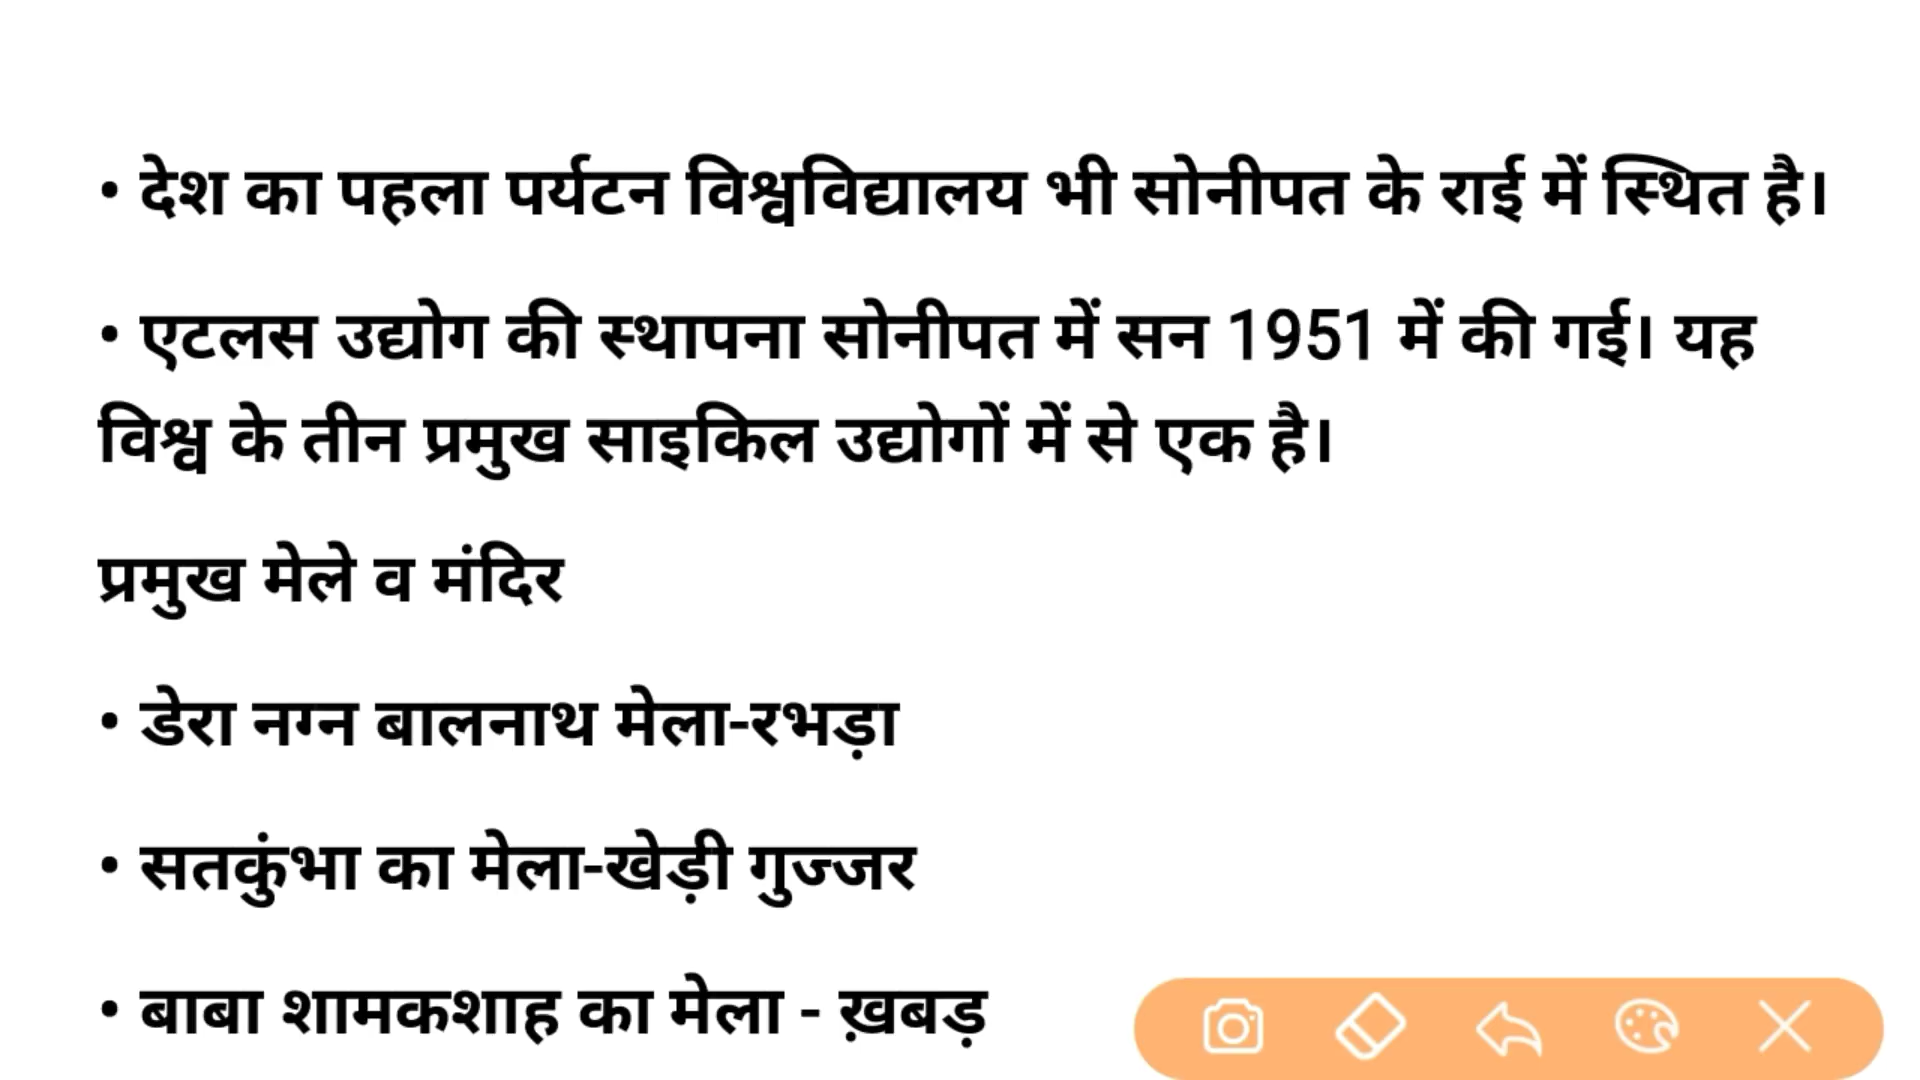 • देश का पहला पर्यटन विश्वविद्यालय भी सोनीपत के राई में स्थित है।
• एटलस उद्योग की स्थापना सोनीपत में सन 1951 में की गई। यह
विश्व के तीन प्रमुख साइकिल उद्योगों में से एक है।
प्रमुख मेले व मंदिर
• डेरा नग्न बालनाथ मेला-रभड़ा
• सतकुंभा का मेला-खेड़ी गुज्जर
• बाबा शामकशाह का मेला - ख़बड़